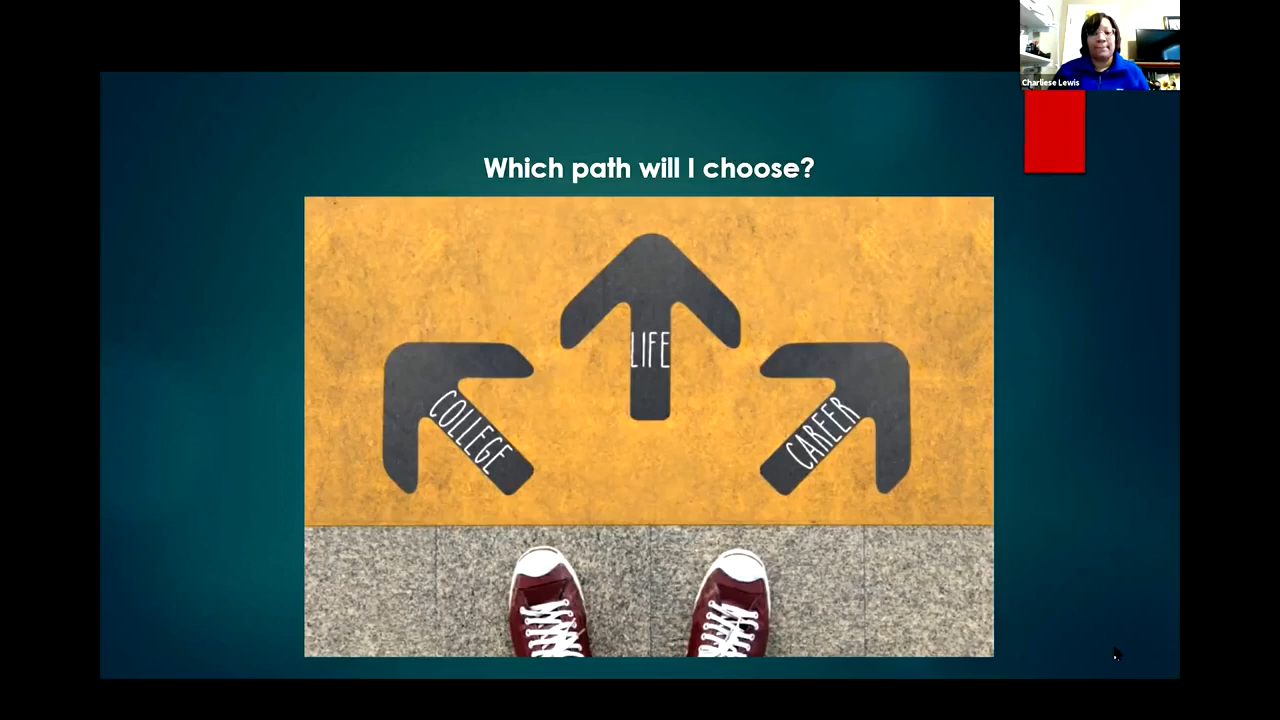 Charliese Lewis
Which path will I choose?
LIFE
COLLEGE
CAREER